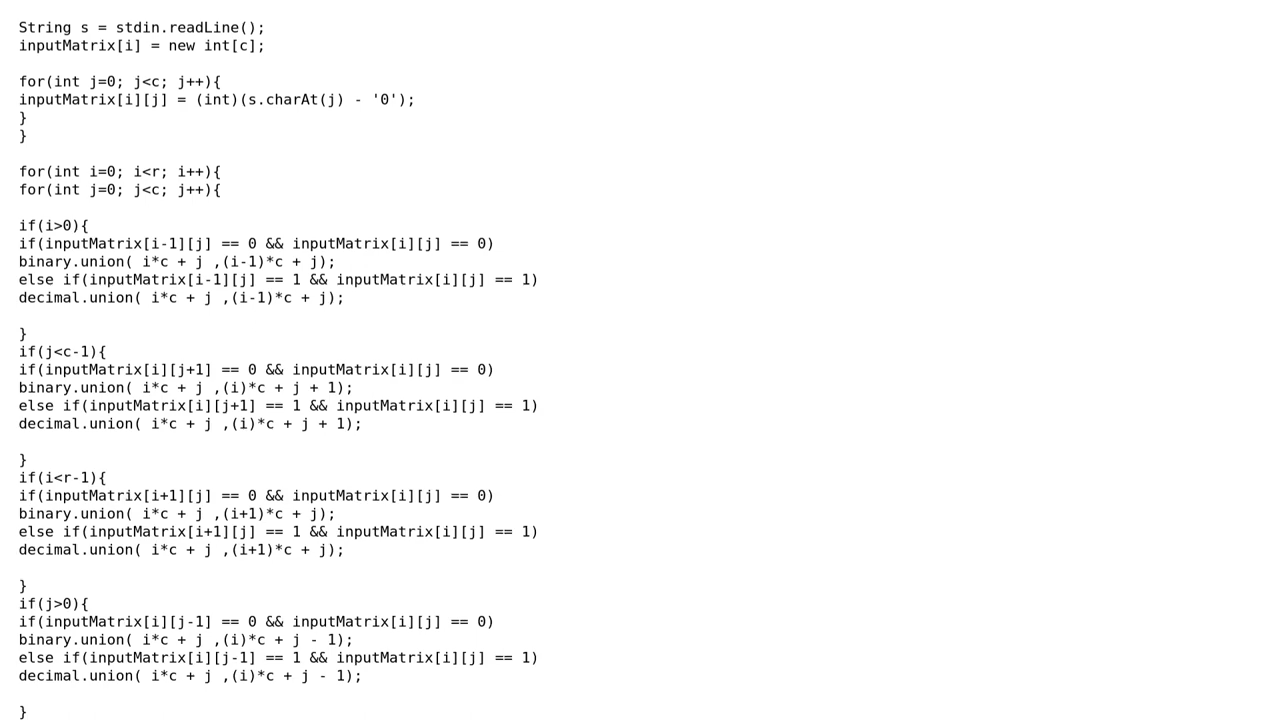 String s = stdin.readLine();
inputMatrix[i] = new int[c];

for(int j=0; j<c; j++){
inputMatrix[i][j] = (int)(s.charAt(j) - '0');
}
}

for(int i=0; i<r; i++){
for(int j=0; j<c; j++){

if(i>0){
if(inputMatrix[i-1][j] == 0 && inputMatrix[i][j] == 0)
binary.union( i*c + j ,(i-1)*c + j);
else if(inputMatrix[i-1][j] == 1 && inputMatrix[i][j] == 1)
decimal.union( i*c + j ,(i-1)*c + j);

}
if(j<c-1){
if(inputMatrix[i][j+1] == 0 && inputMatrix[i][j] == 0)
binary.union( i*c + j ,(i)*c + j + 1);
else if(inputMatrix[i][j+1] == 1 && inputMatrix[i][j] == 1)
decimal.union( i*c + j ,(i)*c + j + 1);

}
if(i<r-1){
if(inputMatrix[i+1][j] == 0 && inputMatrix[i][j] == 0)
binary.union( i*c + j ,(i+1)*c + j);
else if(inputMatrix[i+1][j] == 1 && inputMatrix[i][j] == 1)
decimal.union( i*c + j ,(i+1)*c + j);

}
if(j>0){
if(inputMatrix[i][j-1] == 0 && inputMatrix[i][j] == 0)
binary.union( i*c + j ,(i)*c + j - 1);
else if(inputMatrix[i][j-1] == 1 && inputMatrix[i][j] == 1)
decimal.union( i*c + j ,(i)*c + j - 1);

}